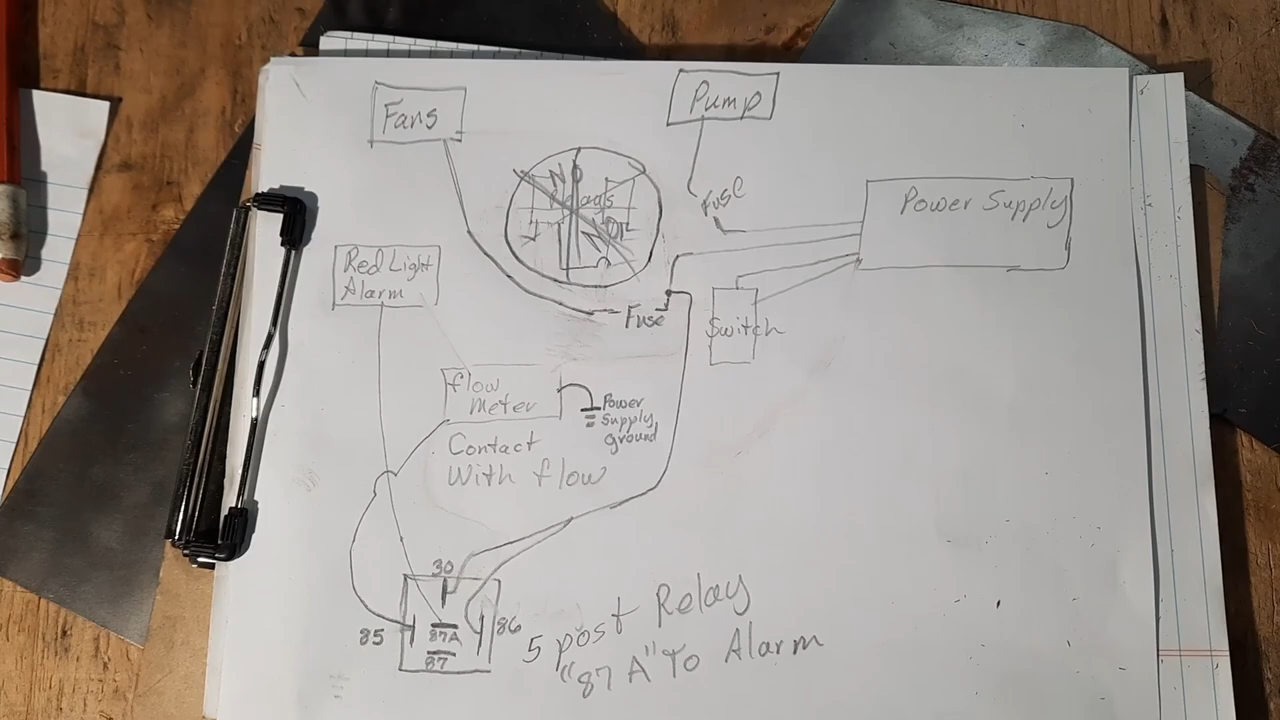 Fans
Pump
Fuse
Power Supply
Red Light
Alarm
Fuse
Switch
flow
meter
Power
Supply
ground
Contact
With flow
30
85
87A
86
87
5 post Relay
"87 A" To Alarm